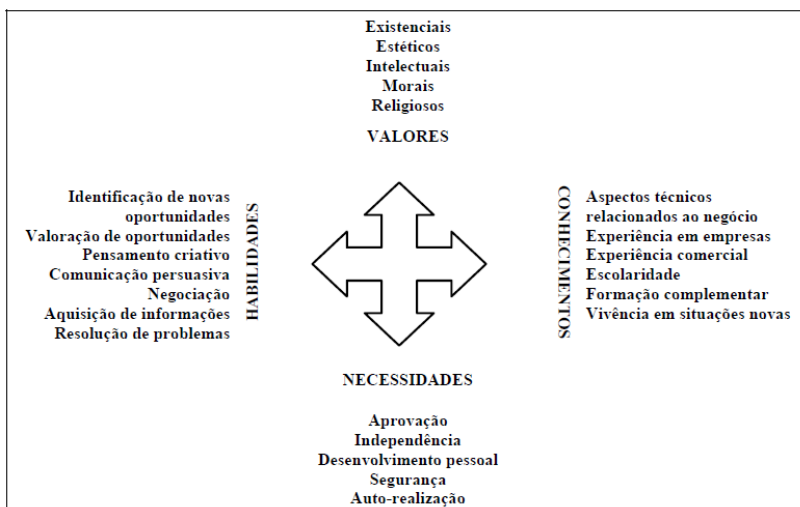 Existenciais
Estéticos
Intelectuais
Morais
Religiosos
VALORES
Identificação de novas
oportunidades
Valoração de oportunidades
Pensamento criativo
Comunicação persuasiva
Negociação
Aquisição de informações
Resolução de problemas
HABILIDADES
CONHECIMENTOS
Aspectos técnicos
relacionados ao negócio
Experiência em empresas
Experiência comercial
Escolaridade
Formação complementar
Vivência em situações novas
NECESSIDADES
Aprovação
Independência
Desenvolvimento pessoal
Segurança
Auto-realização